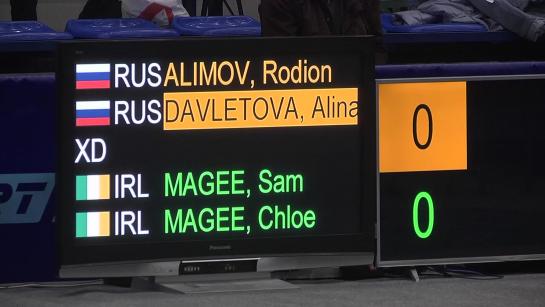 RUS ALIMOV, Rodion
RUS DAVLETOVA, Alina
0
XD
IRL MAGEE, Sam
IRL MAGEE, Chloe
0
Panasonic